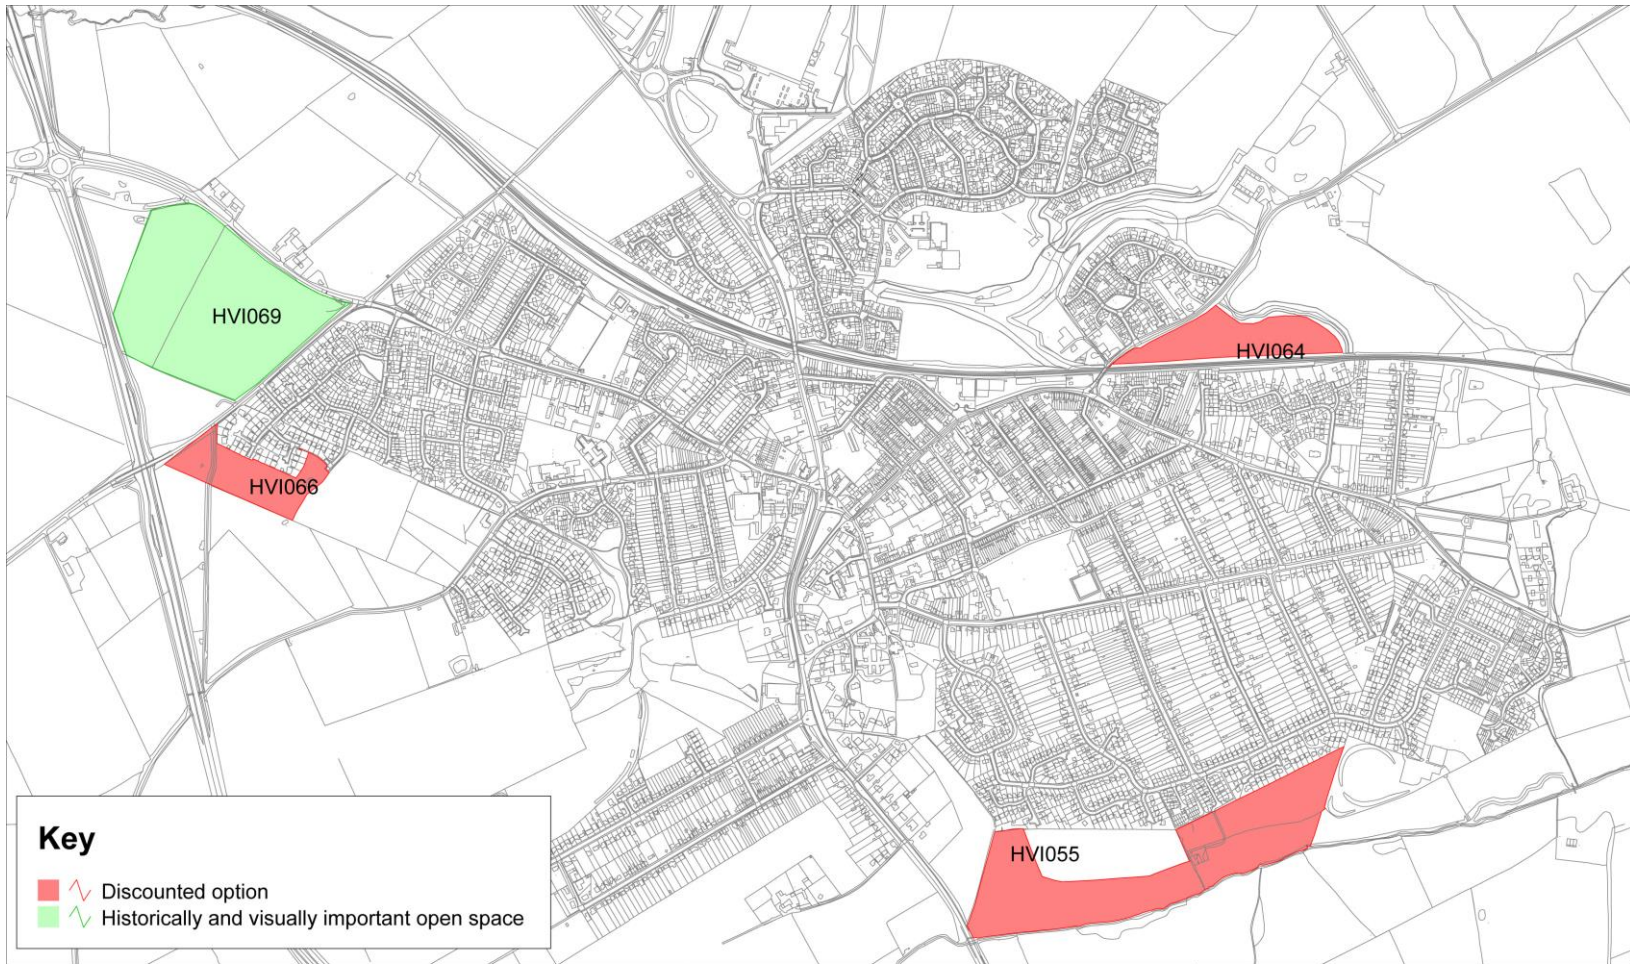 HVI069
HVI064
HVI066
HVI055
Key
Discounted option
Historically and visually important open space